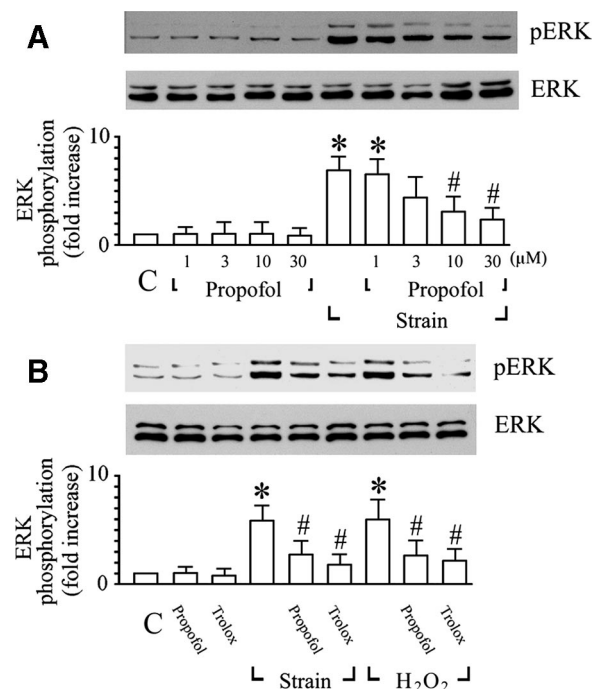 A
pERK
ERK
ERK
phosphorylation
(fold increase)
10
0
* * # #
1 3 10 30 1 3 10 30 (µM)
C Propofol Propofol
Strain
B
pERK
ERK
ERK
phosphorylation
(fold increase)
10
0
* # # * # #
C Propofol Trolox Propofol Trolox Propofol Trolox
Strain H₂O₂